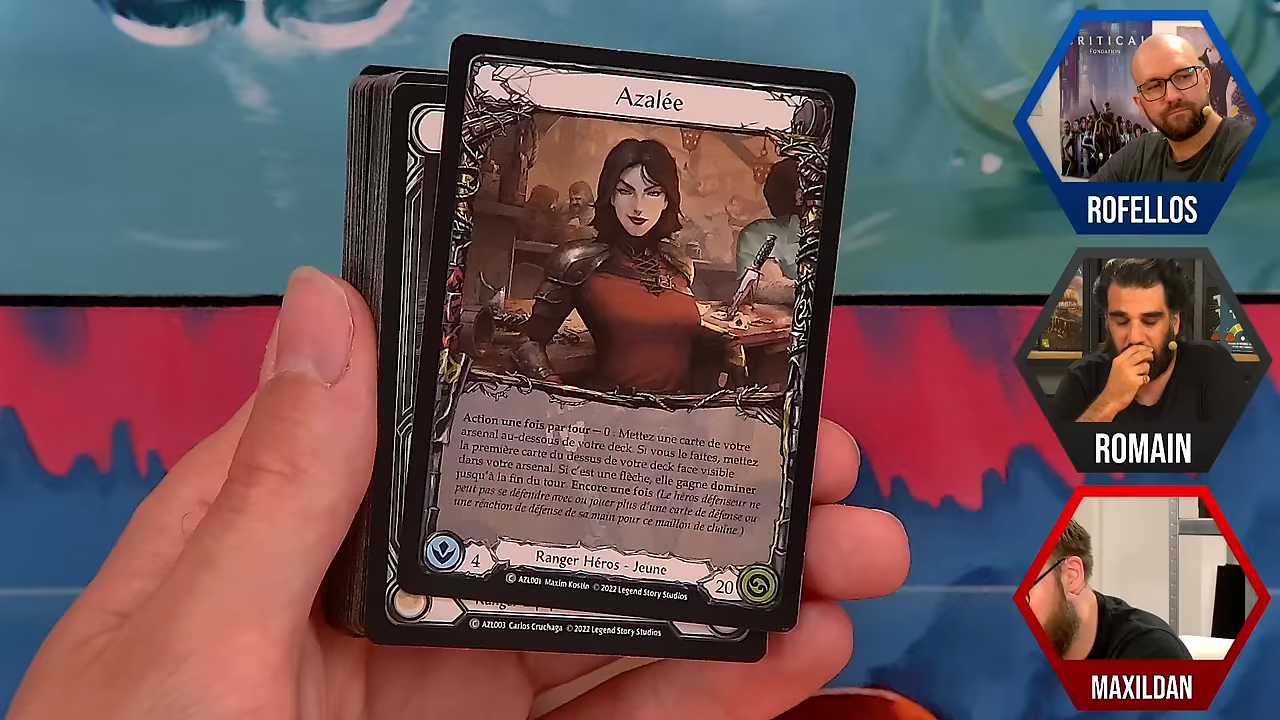 Azalée
Action une fois par tour — 0 : Mettez une carte de votre
arsenal au-dessous de votre deck. Si vous le faites, mettez
la première carte du dessus de votre deck face visible
dans votre arsenal. Si c'est une flèche, elle gagne dominer
jusqu'à la fin du tour. Encore une fois (Le héros défenseur ne
peut pas se défendre avec ou jouer plus d'une carte de défense ou
une réaction de défense de sa main pour ce maillon de chaîne.)
4
Ranger Héros - Jeune
20
© AZL001 Maxim Kostin © 2022 Legend Story Studios
© AZL003 Carlos Cruchaga © 2022 Legend Story Studios
RITICAL
FONDATION
ROFELLOS
ROMAIN
MAXILDAN